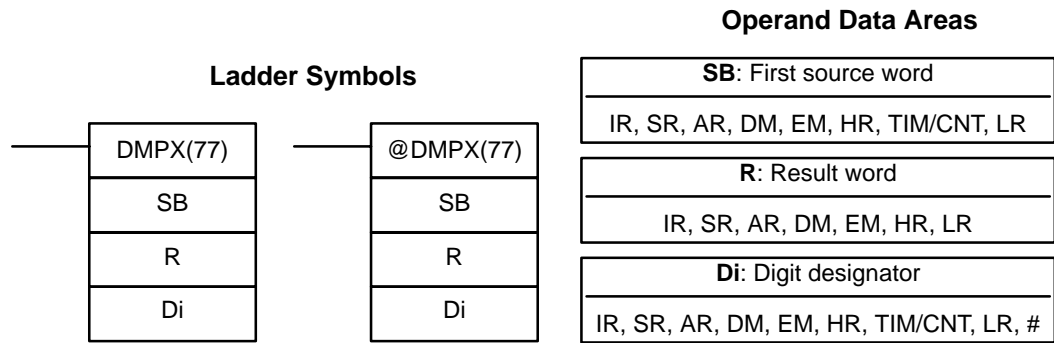 Ladder Symbols
DMPX(77)
SB
R
Di
@DMPX(77)
SB
R
Di
Operand Data Areas
SB: First source word
IR, SR, AR, DM, EM, HR, TIM/CNT, LR
R: Result word
IR, SR, AR, DM, EM, HR, LR
Di: Digit designator
IR, SR, AR, DM, EM, HR, TIM/CNT, LR, #